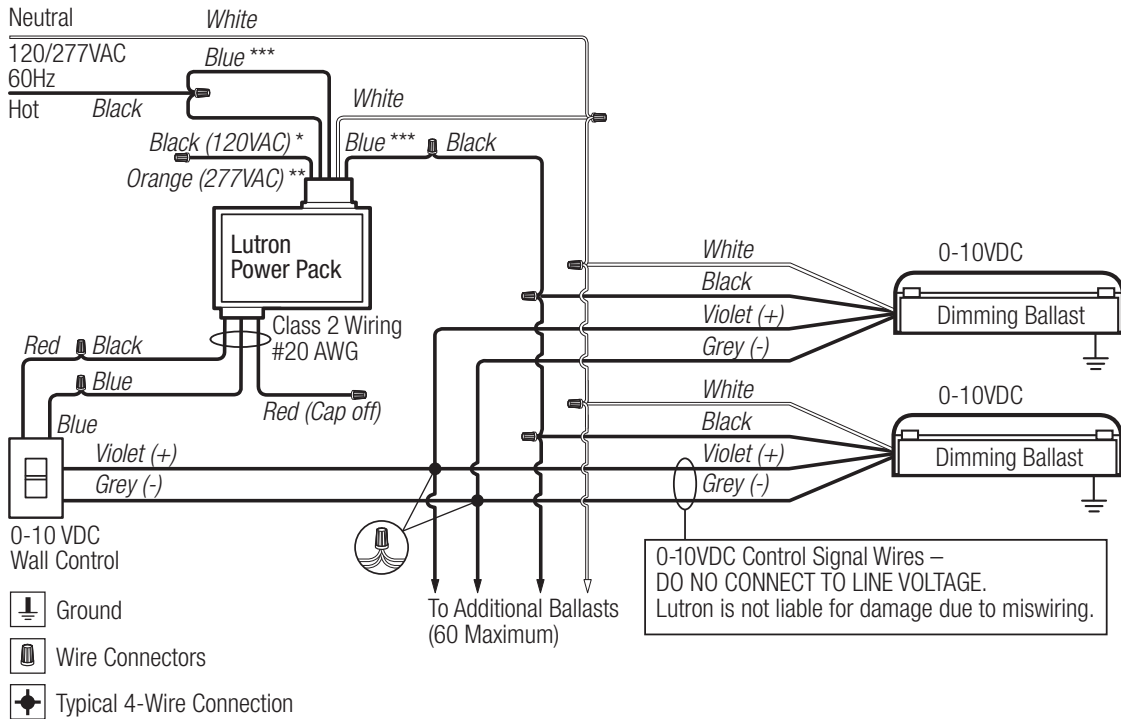 Neutral
White
120/277VAC
60Hz
Hot
Black
Blue ***
White
Black (120VAC) *
Blue ***
Black
Orange (277VAC) **
Lutron
Power Pack
Class 2 Wiring
#20 AWG
Red
Black
Blue
Red (Cap off)
Blue
Violet (+)
Grey (-)
0-10 VDC
Wall Control
White
Black
Violet (+)
Grey (-)
0-10VDC
Dimming Ballast
White
Black
Violet (+)
Grey (-)
0-10VDC
Dimming Ballast
0-10VDC Control Signal Wires –
DO NO CONNECT TO LINE VOLTAGE.
Lutron is not liable for damage due to miswiring.
To Additional Ballasts
(60 Maximum)
Ground
Wire Connectors
Typical 4-Wire Connection